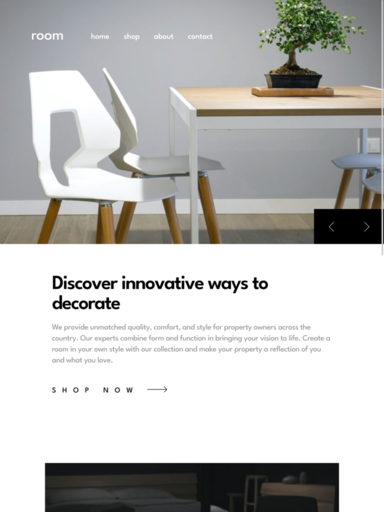 room
home shop about contact
Discover innovative ways to
decorate
We provide unmatched quality, comfort, and style for property owners across the
country. Our experts combine form and function in bringing your vision to life. Create a
room in your own style with our collection and make your property a reflection of you
and what you love.
SHOP NOW